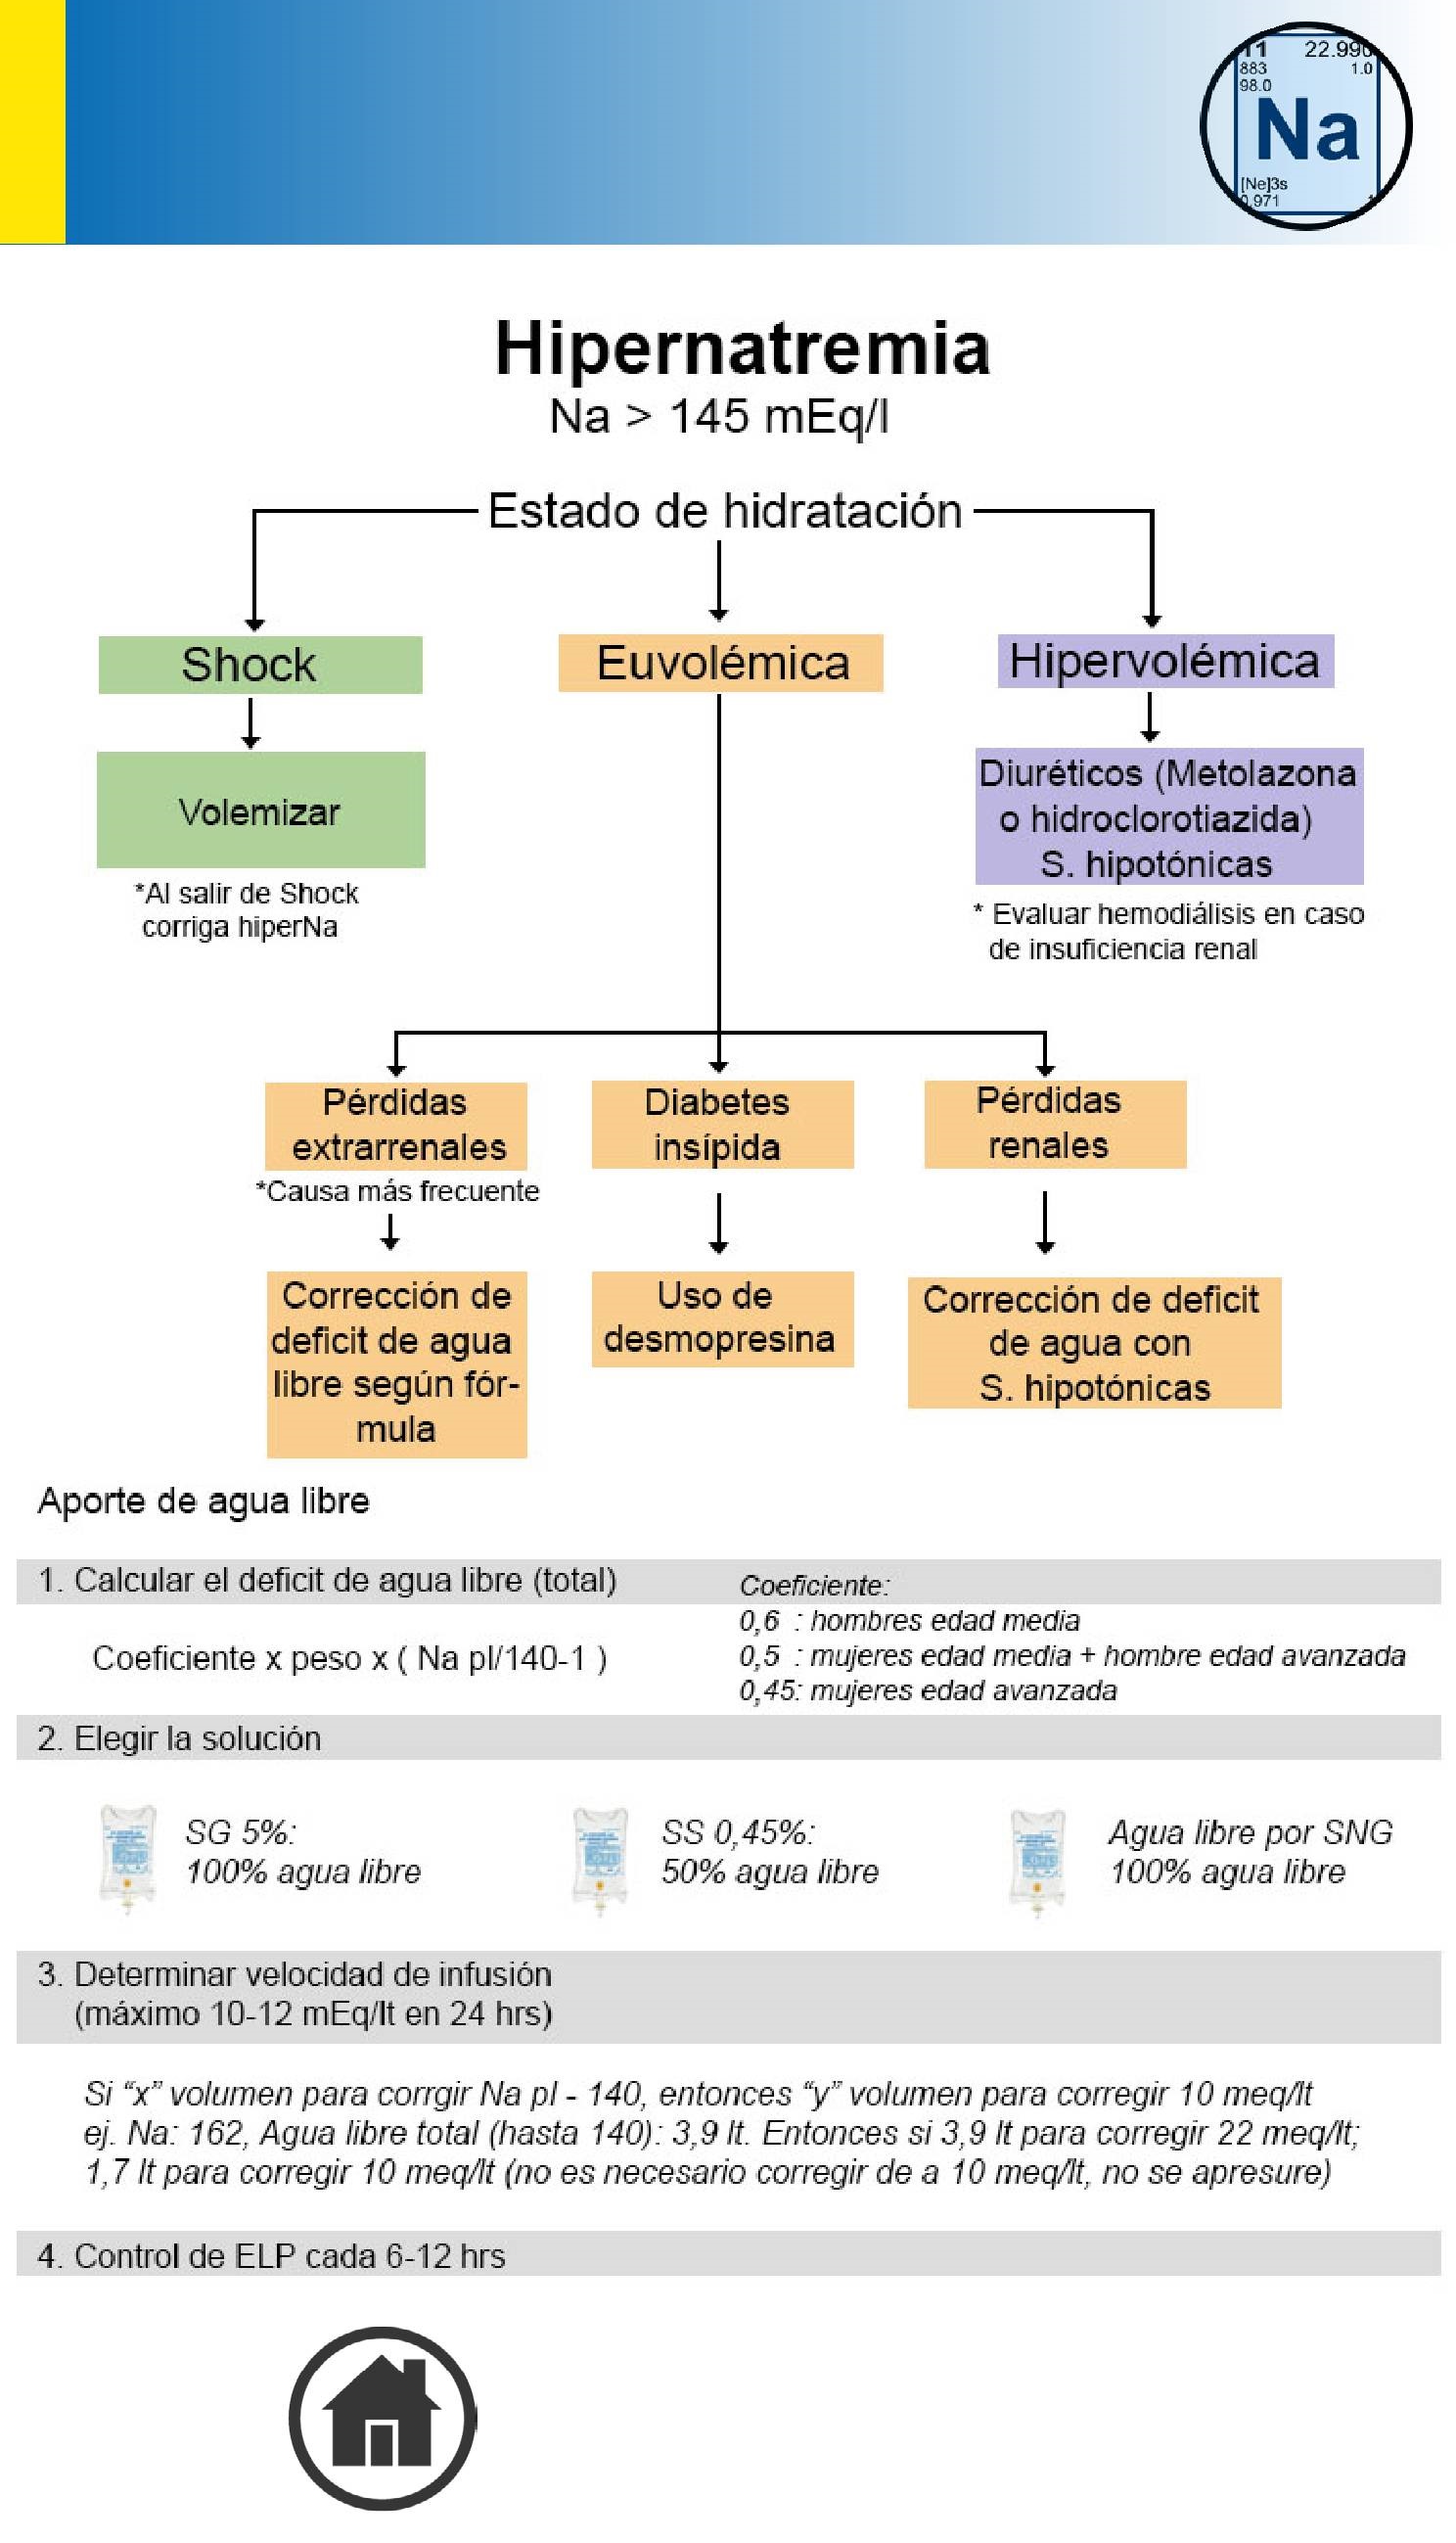 11 22.990
883 1.0
98.0
Na
[Ne]3s
0.971
Hipernatremia
Na > 145 mEq/l
Estado de hidratación
Shock
Euvolémica
Hipervolémica
Volemizar
*Al salir de Shock
corriga hiperNa
Diuréticos (Metolazona
o hidroclorotiazida)
S. hipotónicas
* Evaluar hemodiálisis en caso
de insuficiencia renal
Pérdidas
extrarrenales
*Causa más frecuente
Diabetes
insípida
Pérdidas
renales
Corrección de
deficit de agua
libre según fór-
mula
Uso de
desmopresina
Corrección de deficit
de agua con
S. hipotónicas
Aporte de agua libre
1. Calcular el deficit de agua libre (total)
Coeficiente x peso x ( Na pl/140-1 )
Coeficiente:
0,6 : hombres edad media
0,5 : mujeres edad media + hombre edad avanzada
0,45: mujeres edad avanzada
2. Elegir la solución
SG 5%:
100% agua libre
SS 0,45%:
50% agua libre
Agua libre por SNG
100% agua libre
3. Determinar velocidad de infusión
(máximo 10-12 mEq/lt en 24 hrs)
Si “x” volumen para corrgir Na pl - 140, entonces “y” volumen para corregir 10 meq/lt
ej. Na: 162, Agua libre total (hasta 140): 3,9 lt. Entonces si 3,9 lt para corregir 22 meq/lt;
1,7 lt para corregir 10 meq/lt (no es necesario corregir de a 10 meq/lt, no se apresure)
4. Control de ELP cada 6-12 hrs